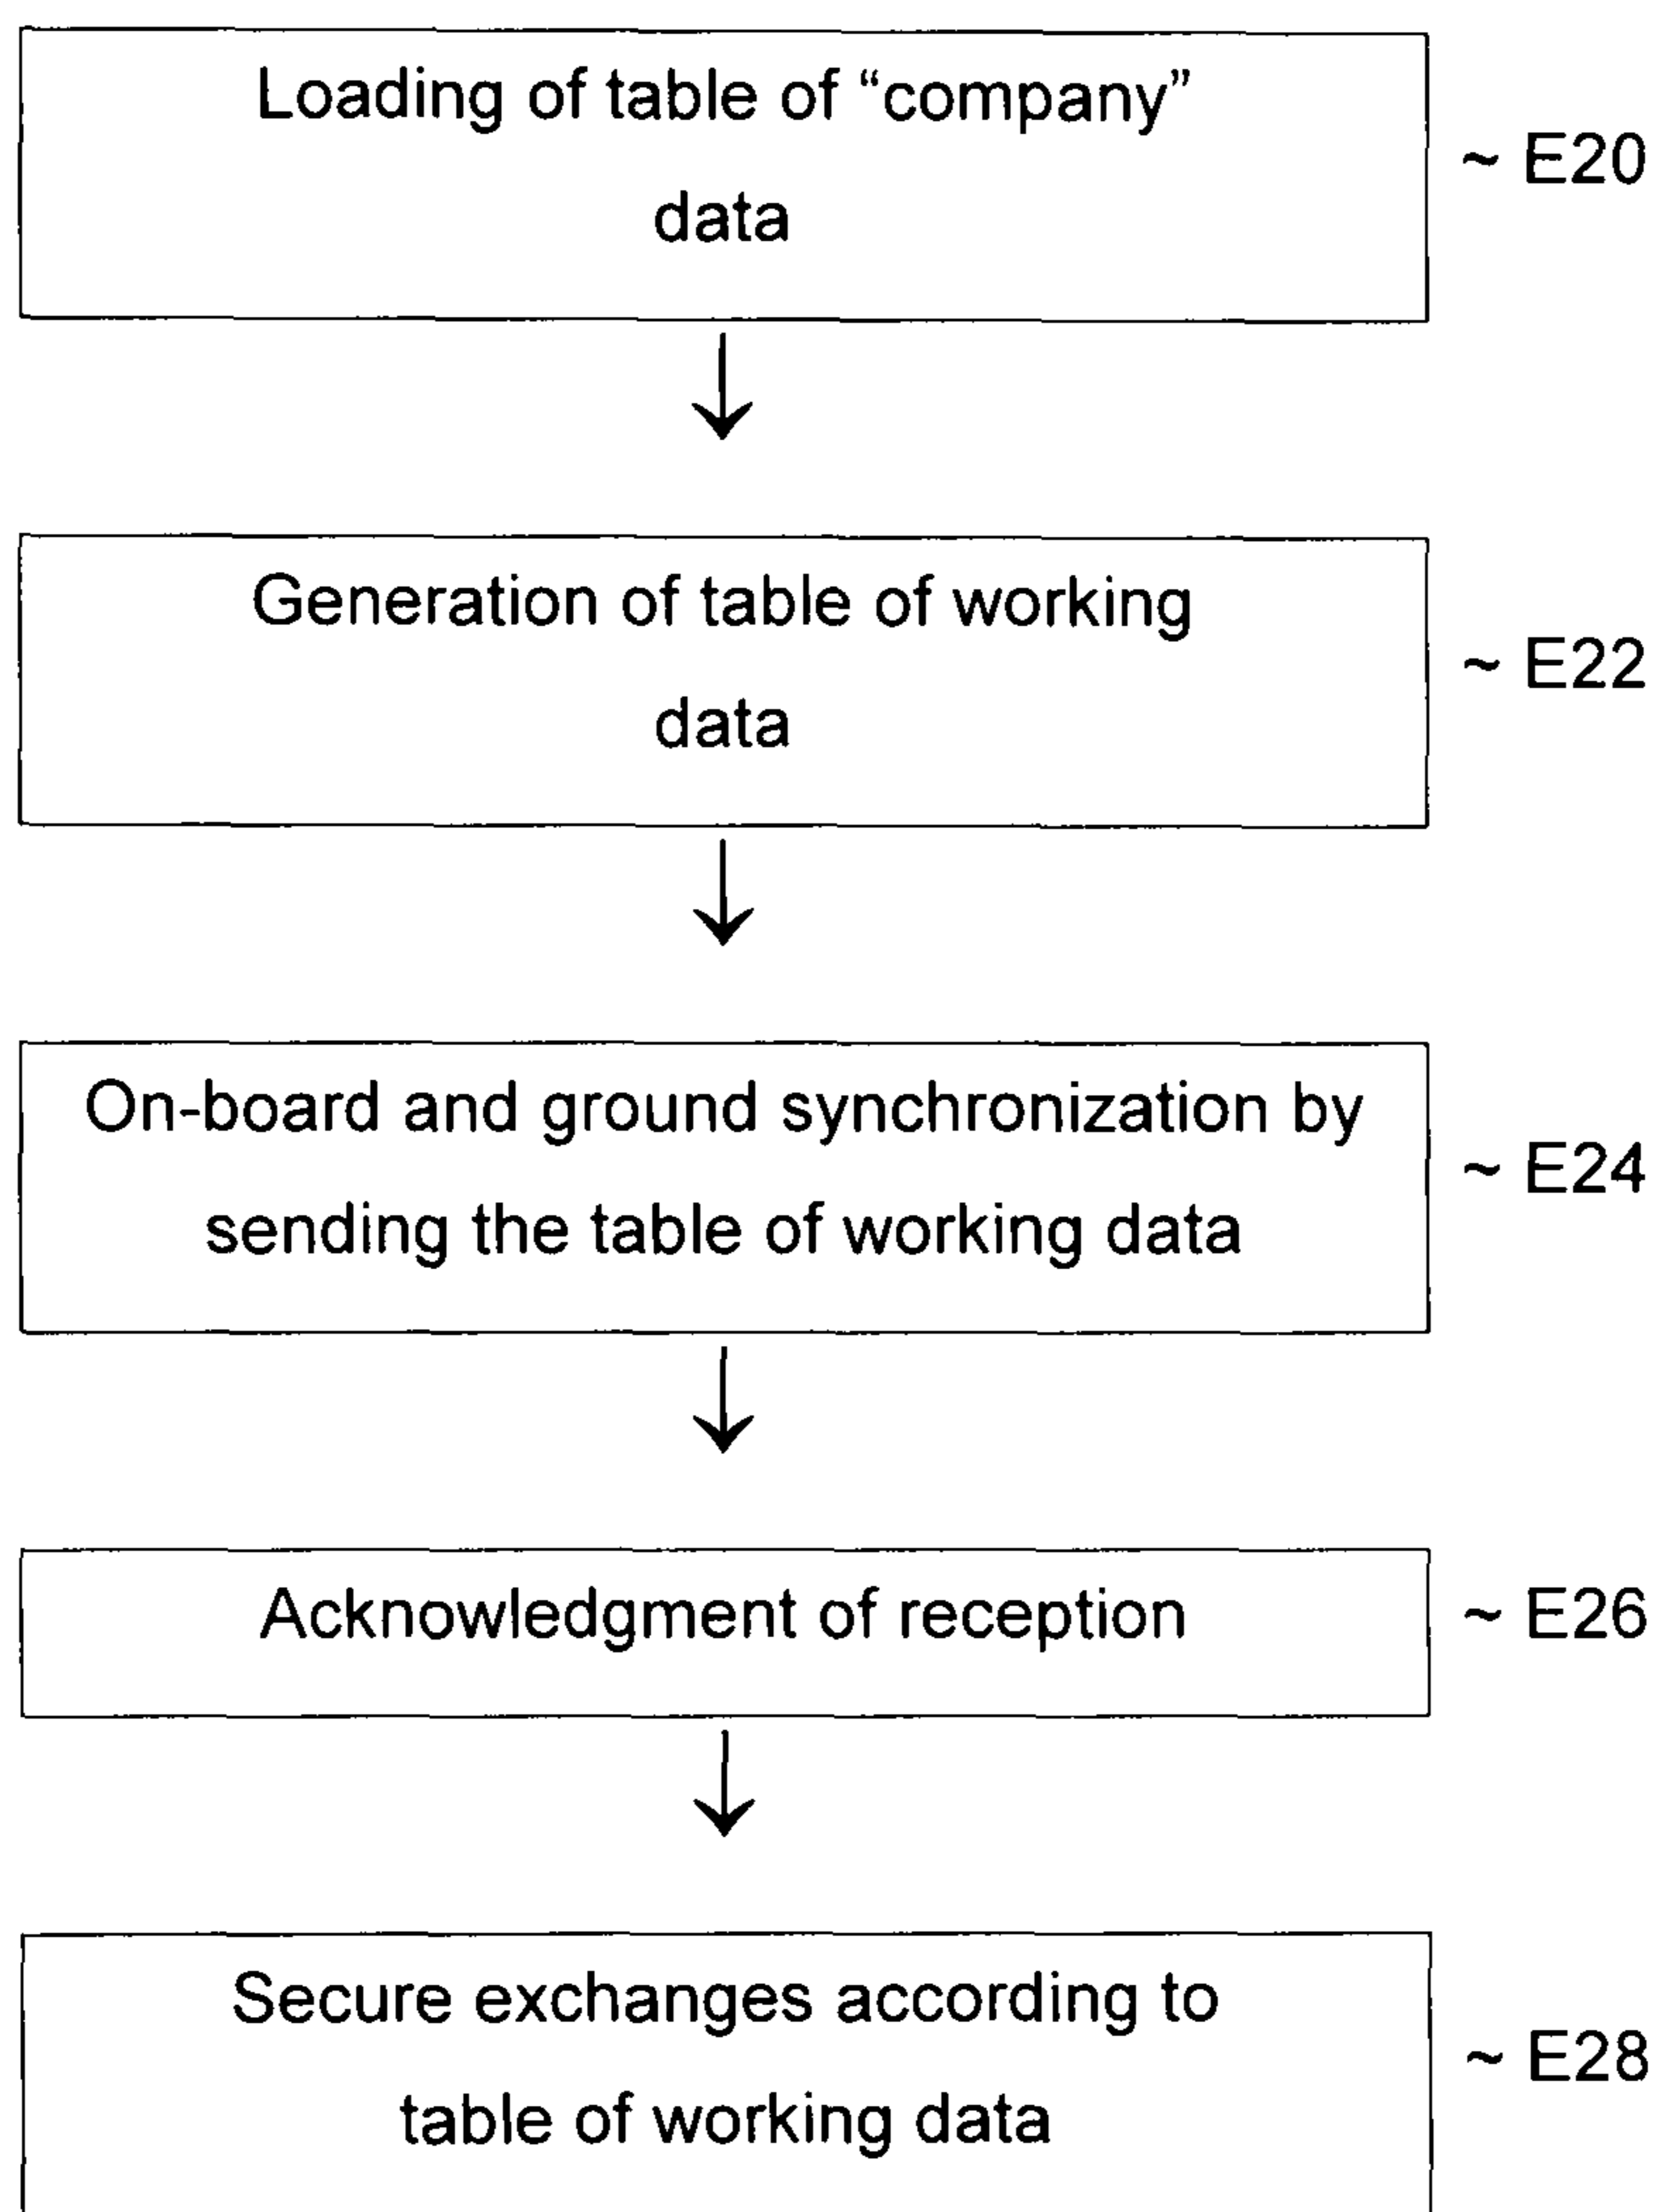 Loading of table of “company”
data
~ E20
Generation of table of working
data
~ E22
On-board and ground synchronization by
sending the table of working data
~ E24
Acknowledgment of reception
~ E26
Secure exchanges according to
table of working data
~ E28